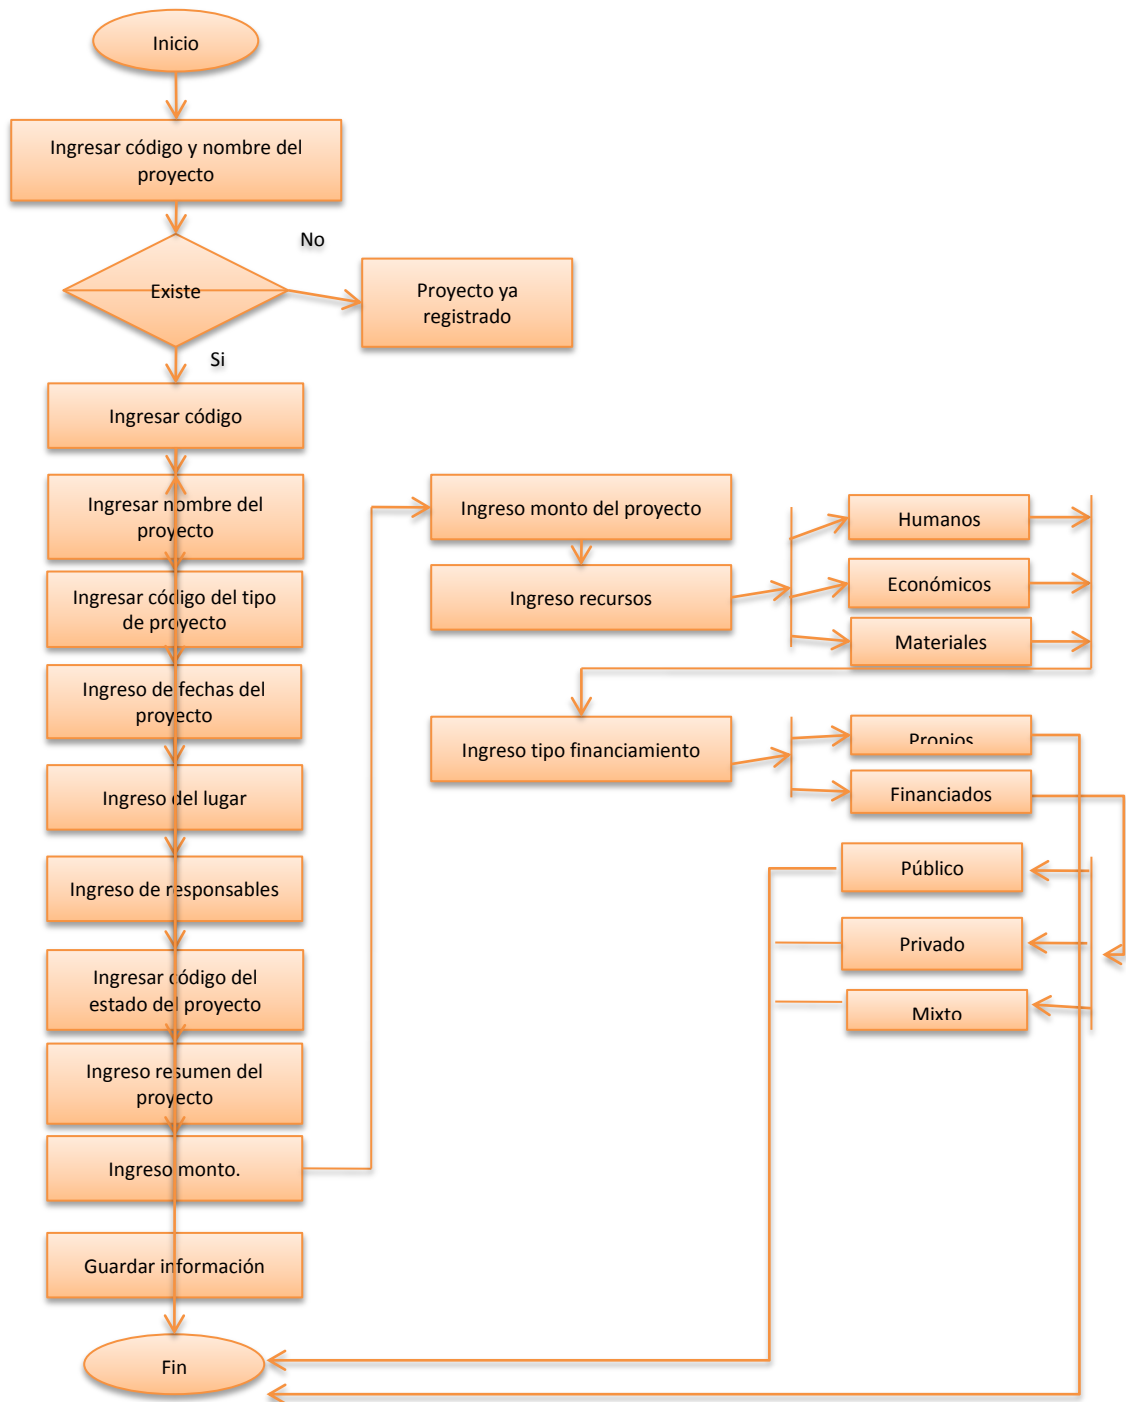 Inicio
Ingresar código y nombre del
proyecto
No
Existe
Proyecto ya
registrado
Si
Ingresar código
Ingresar nombre del
proyecto
Ingresar código del tipo
de proyecto
Ingreso de fechas del
proyecto
Ingreso del lugar
Ingreso de responsables
Ingresar código del
estado del proyecto
Ingreso resumen del
proyecto
Ingreso monto.
Guardar información
Fin
Ingreso monto del proyecto
Ingreso recursos
Humanos
Económicos
Materiales
Ingreso tipo financiamiento
Propios
Financiados
Público
Privado
Mixto